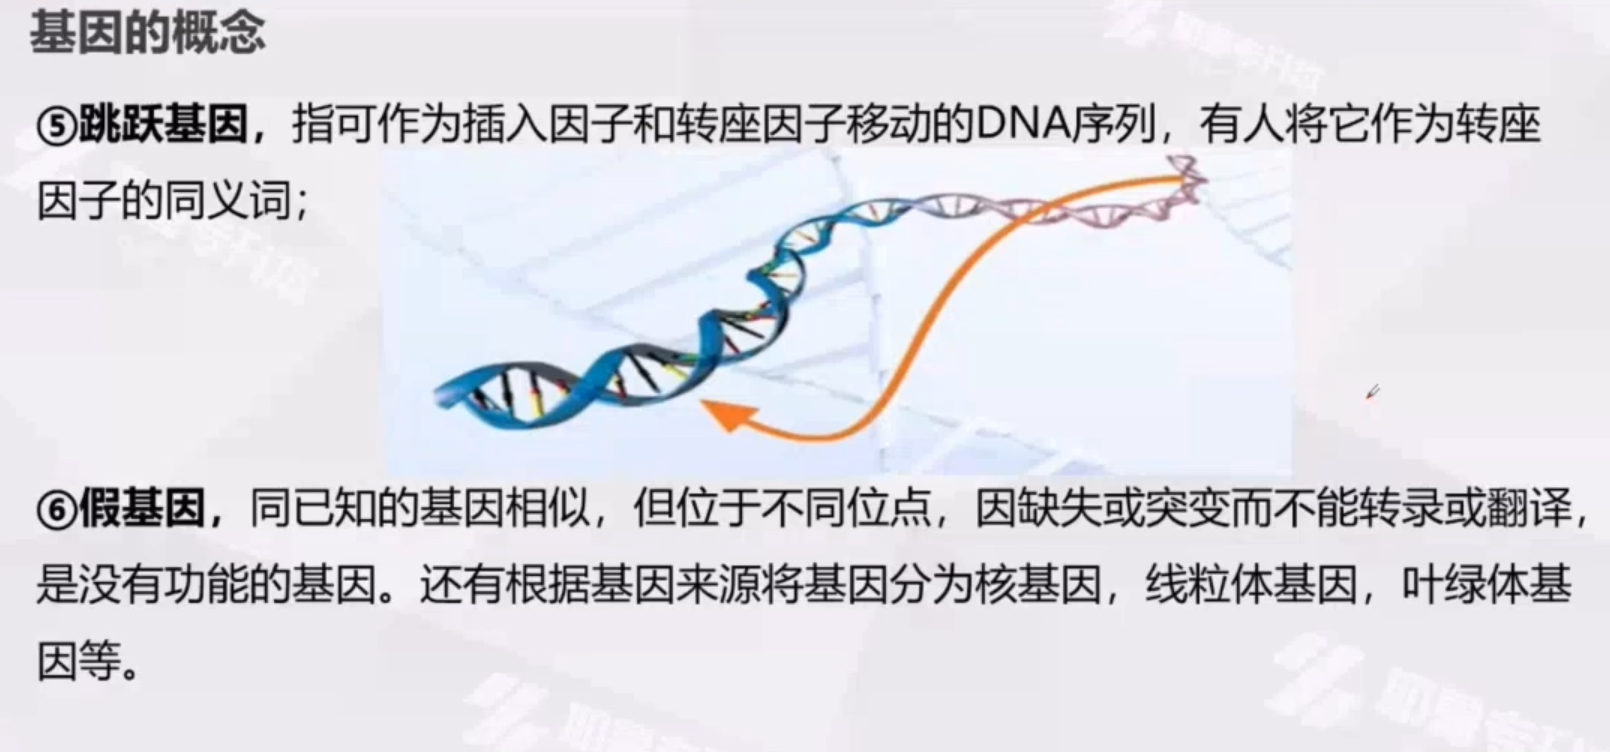 基因的概念
⑤跳跃基因，指可作为插入因子和转座因子移动的DNA序列，有人将它作为转座
因子的同义词；
⑥假基因，同已知的基因相似，但位于不同位点，因缺失或突变而不能转录或翻译，
是没有功能的基因。还有根据基因来源将基因分为核基因，线粒体基因，叶绿体基
因等。